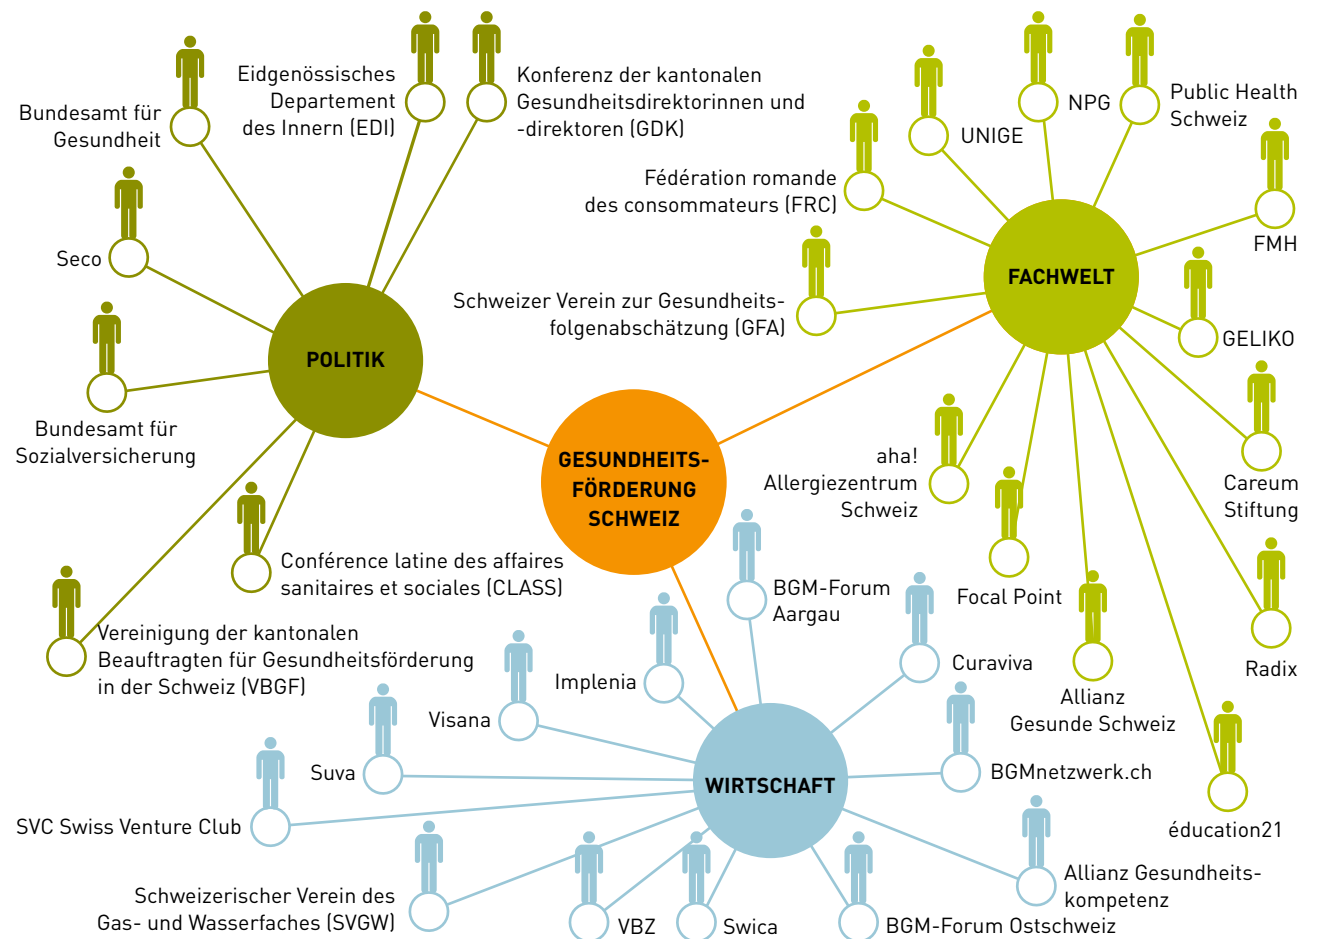 Bundesamt für
Gesundheit
Eidgenössisches
Departement
des Innern (EDI)
Konferenz der kantonalen
Gesundheitsdirektorinnen und
-direktoren (GDK)
Seco
Bundesamt für
Sozialversicherung
POLITIK
Conférence latine des affaires
sanitaires et sociales (CLASS)
Vereinigung der kantonalen
Beauftragten für Gesundheitsförderung
in der Schweiz (VBGF)
GESUNDHEITS-
FÖRDERUNG
SCHWEIZ
UNIGE
NPG
Public Health
Schweiz
Fédération romande
des consommateurs (FRC)
FMH
FACHWELT
Schweizer Verein zur Gesundheits-
folgenabschätzung (GFA)
GELIKO
aha!
Allergiezentrum
Schweiz
Careum
Stiftung
Focal Point
Radix
Allianz
Gesunde Schweiz
éducation21
BGM-Forum
Aargau
Curaviva
Implenia
Visana
Suva
WIRTSCHAFT
BGMnetzwerk.ch
SVC Swiss Venture Club
Allianz Gesundheits-
kompetenz
Schweizerischer Verein des
Gas- und Wasserfaches (SVGW)
VBZ
Swica
BGM-Forum Ostschweiz